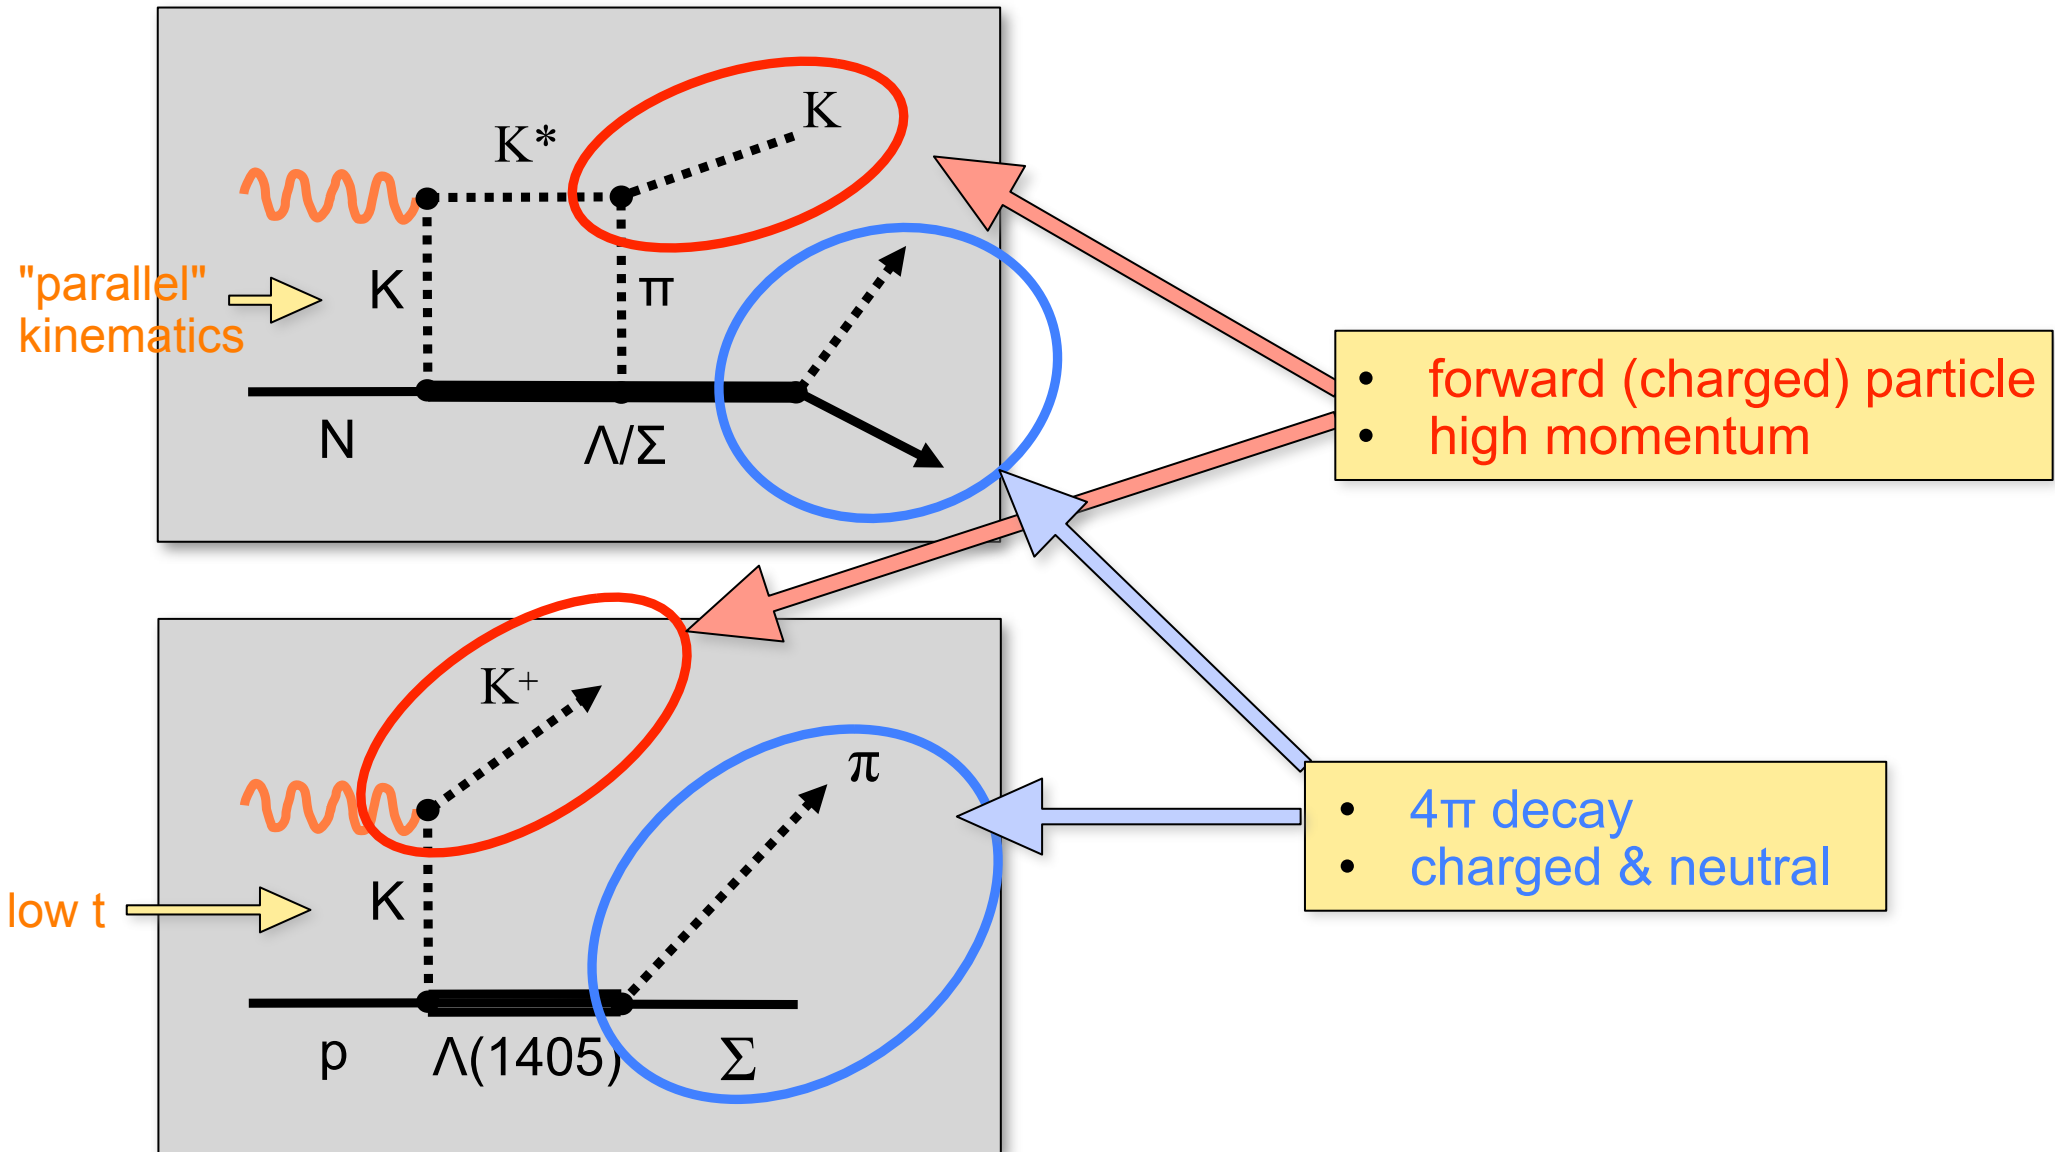 K
K*
"parallel"
kinematics
K
π
N
Λ/Σ
• forward (charged) particle
• high momentum
K+
π
low t
K
p
Λ(1405)
Σ
• 4π decay
• charged & neutral